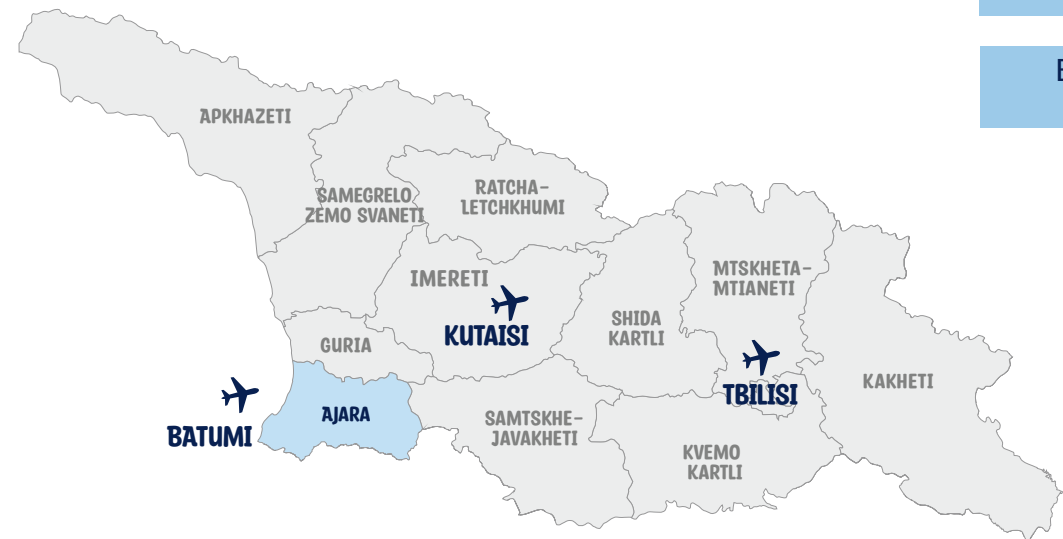 APKHAZETI
SAMEGRELO
ZEMO SVANETI
RATCHA-
LETCHKHUMI
IMERETI
KUTAISI
MTSKHETA-
MTIANETI
SHIDA
KARTLI
GURIA
TBILISI
KAKHETI
AJARA
BATUMI
SAMTSKHE-
JAVAKHETI
KVEMO
KARTLI